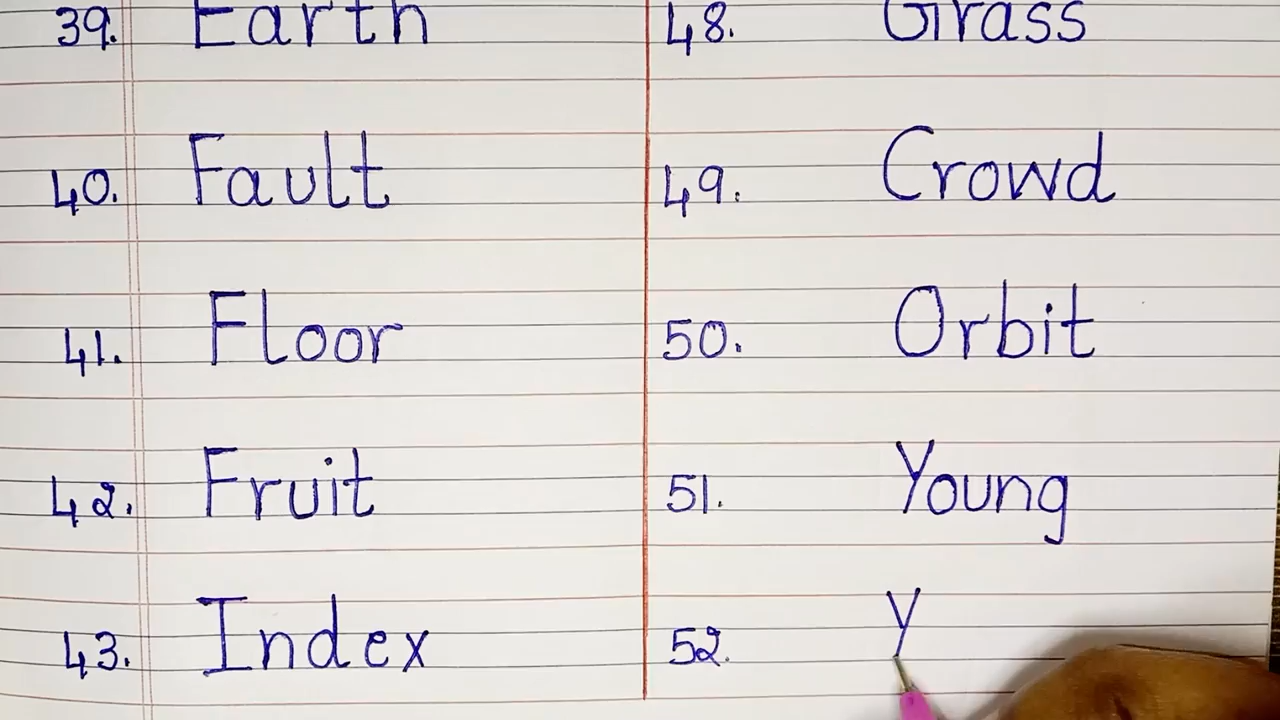 39. Earth
40. Fault
41. Floor
42. Fruit
43. Index
48. Grass
49. Crowd
50. Orbit
51. Young
52. Y